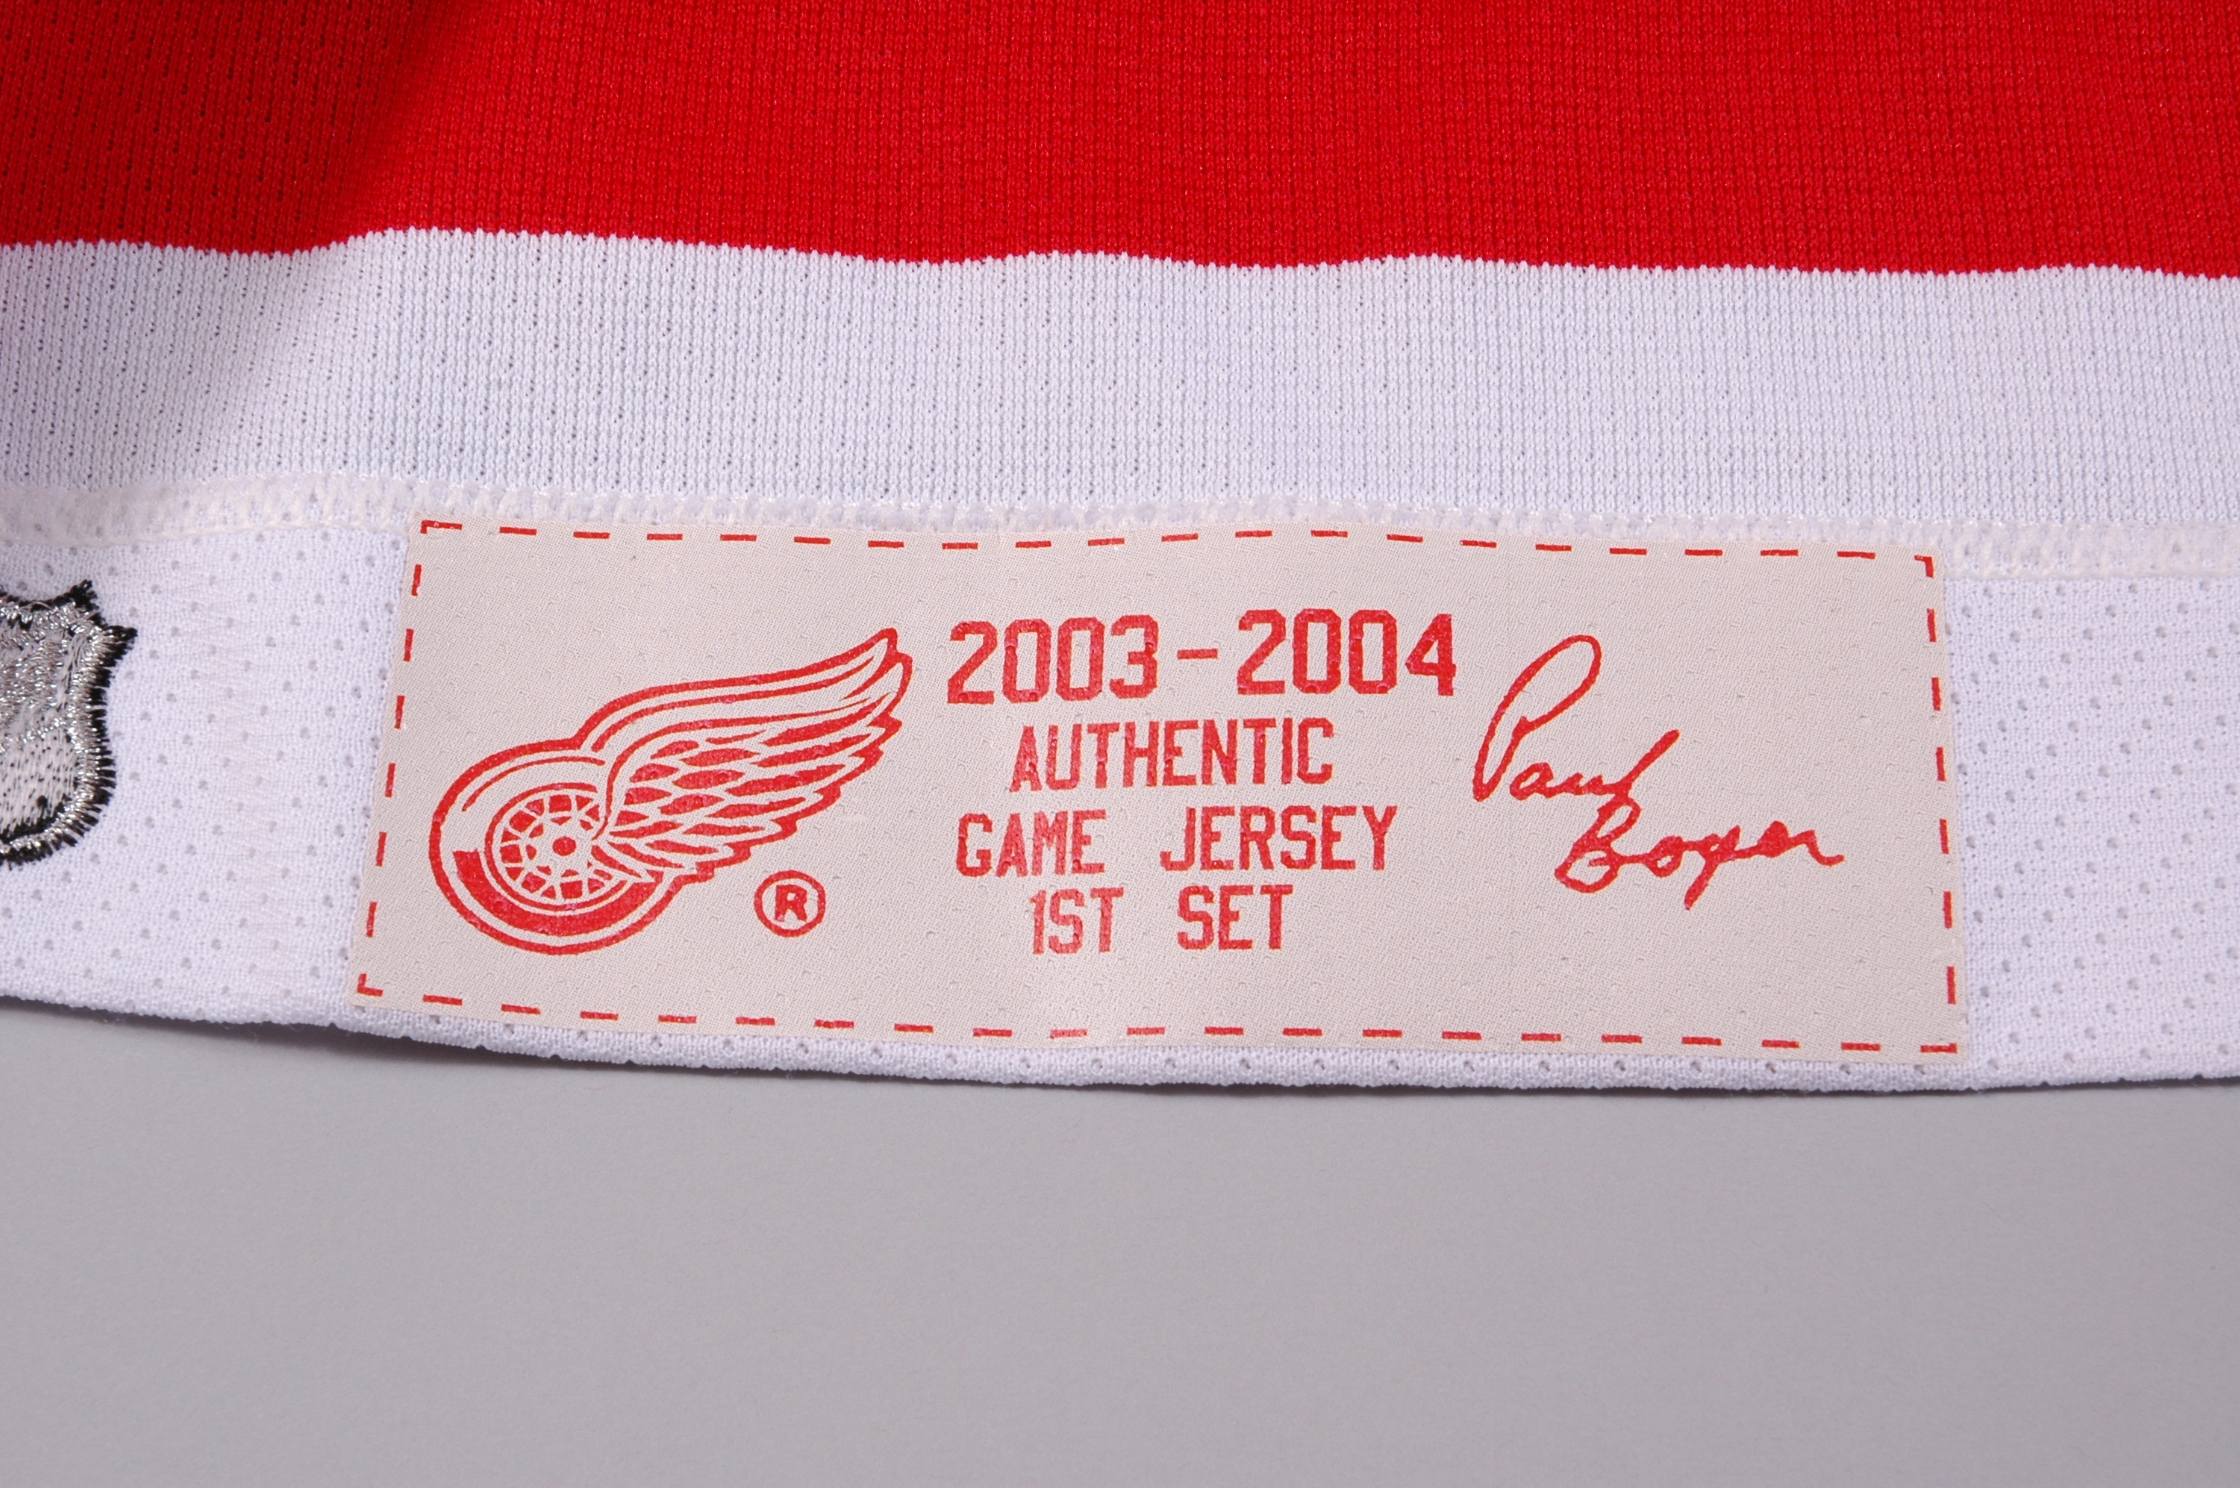 2003-2004
AUTHENTIC
GAME JERSEY
1ST SET
®
Paul
Boyer